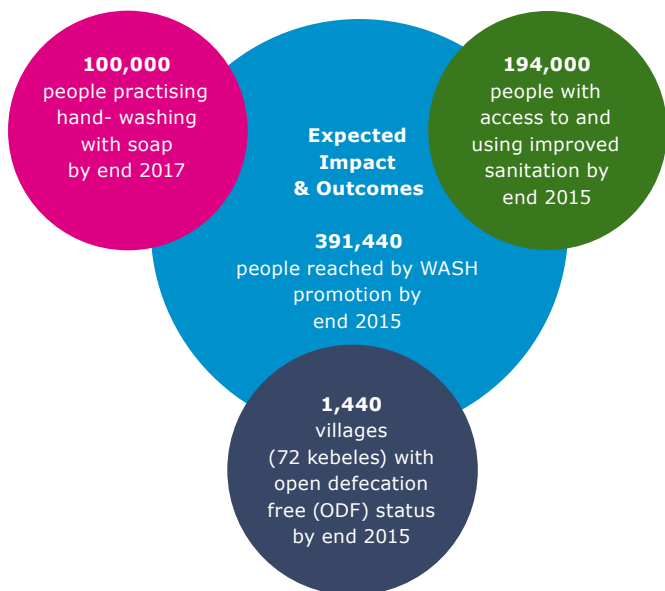 100,000
people practising
hand- washing
with soap
by end 2017
194,000
people with
access to and
using improved
sanitation by
end 2015
Expected
Impact
& Outcomes
391,440
people reached by WASH
promotion by
end 2015
1,440
villages
(72 kebeles) with
open defecation
free (ODF) status
by end 2015